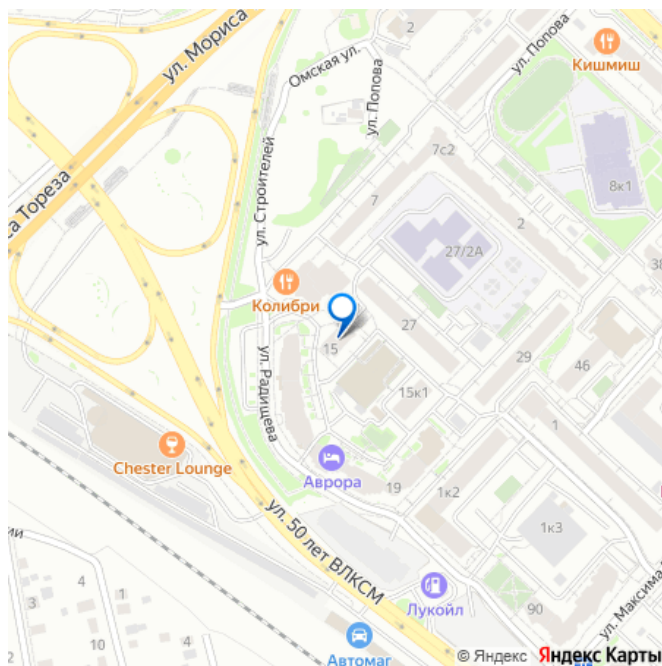 2
ул. Попова
Кишмиш
ул. Мориса
Омская ул.
ул. Попова
7с2
8к1
са Тореза
ул. Строителей
7
2
27/2А
38
Колибри
27
15
29
46
15к1
ул. Радищева
1
Chester Lounge
Аврора
19
1к2
1к3
ул. 50 лет ВЛКСМ
ии
4
3
10
4
Лукойл
90
ул. Максима
Автомаг
© Яндекс Яндекс Карты